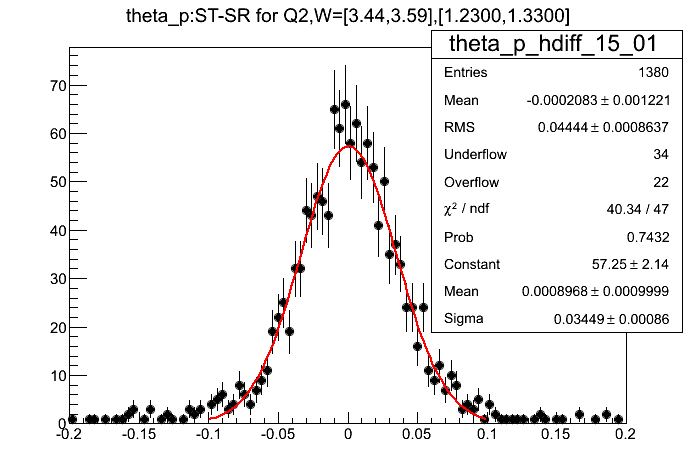 theta_p:ST-SR for Q2,W=[3.44,3.59],[1.2300,1.3300]
theta_p_hdiff_15_01
Entries 1380
Mean -0.0002083 ± 0.001221
RMS 0.04444 ± 0.0008637
Underflow 34
Overflow 22
χ² / ndf 40.34 / 47
Prob 0.7432
Constant 57.25 ± 2.14
Mean 0.0008968 ± 0.0009999
Sigma 0.03449 ± 0.00086
70
60
50
40
30
20
10
0
-0.2 -0.15 -0.1 -0.05 0 0.05 0.1 0.15 0.2